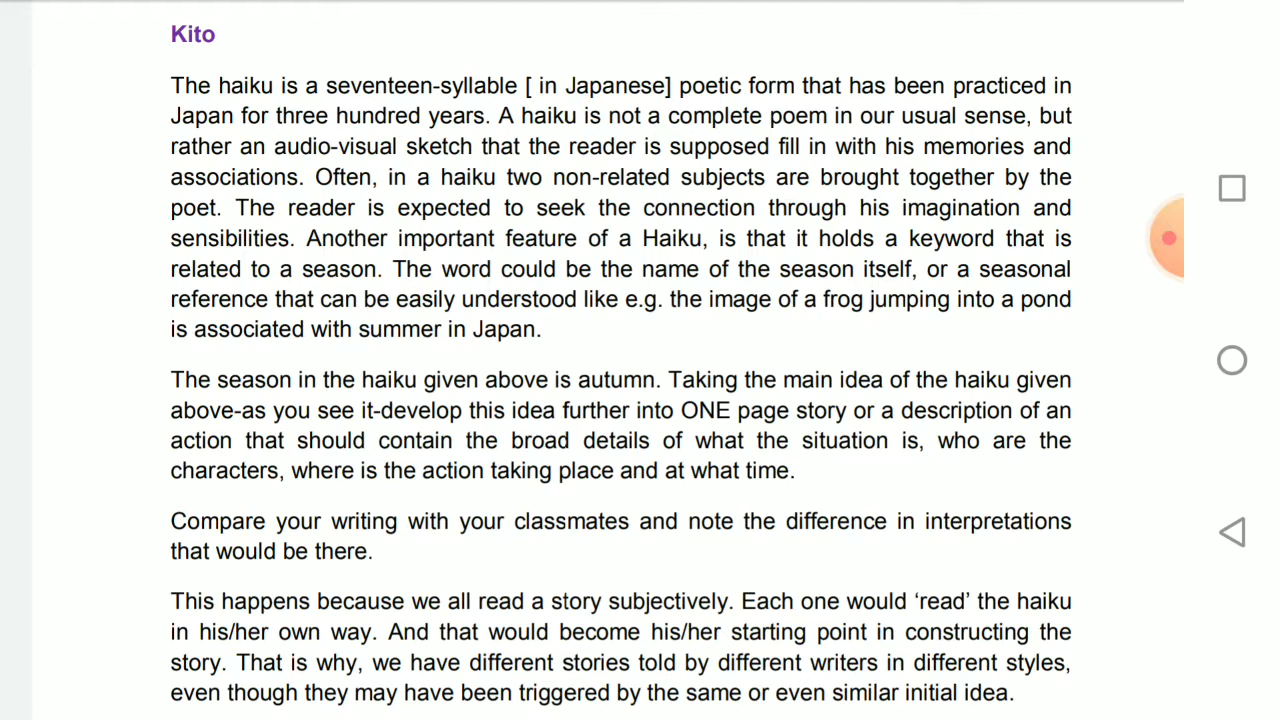 Kito
The haiku is a seventeen-syllable [ in Japanese] poetic form that has been practiced in
Japan for three hundred years. A haiku is not a complete poem in our usual sense, but
rather an audio-visual sketch that the reader is supposed fill in with his memories and
associations. Often, in a haiku two non-related subjects are brought together by the
poet. The reader is expected to seek the connection through his imagination and
sensibilities. Another important feature of a Haiku, is that it holds a keyword that is
related to a season. The word could be the name of the season itself, or a seasonal
reference that can be easily understood like e.g. the image of a frog jumping into a pond
is associated with summer in Japan.
The season in the haiku given above is autumn. Taking the main idea of the haiku given
above-as you see it-develop this idea further into ONE page story or a description of an
action that should contain the broad details of what the situation is, who are the
characters, where is the action taking place and at what time.
Compare your writing with your classmates and note the difference in interpretations
that would be there.
This happens because we all read a story subjectively. Each one would ‘read’ the haiku
in his/her own way. And that would become his/her starting point in constructing the
story. That is why, we have different stories told by different writers in different styles,
even though they may have been triggered by the same or even similar initial idea.